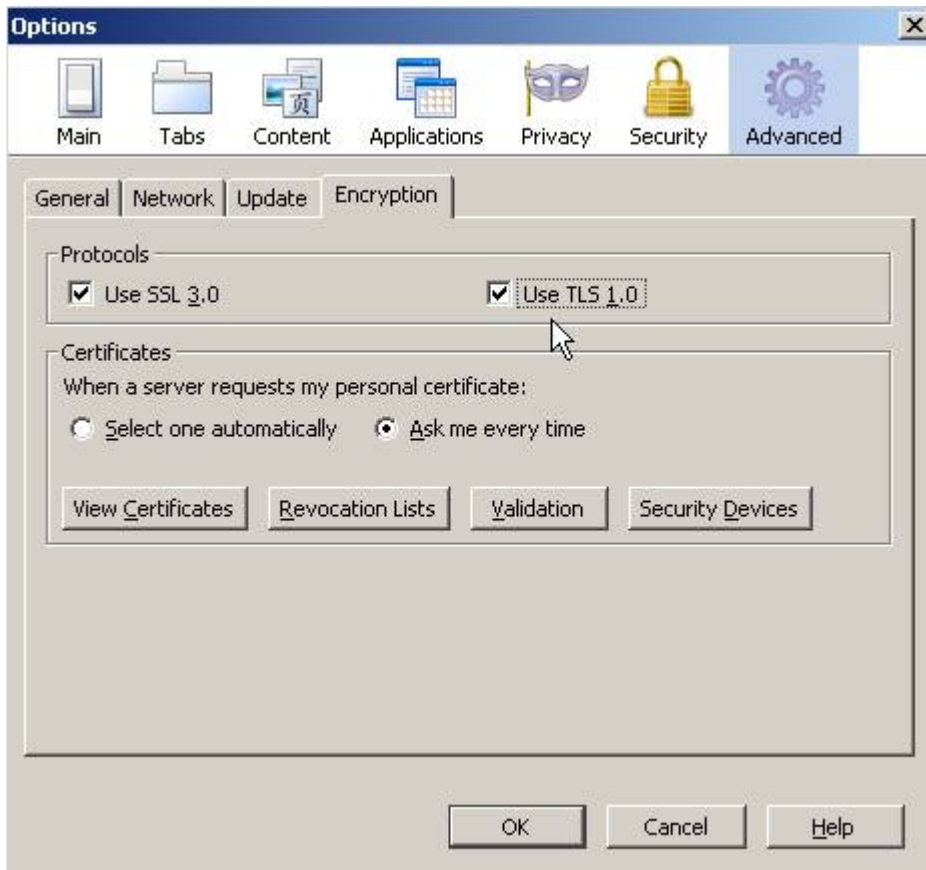 Options
Main Tabs Content Applications Privacy Security Advanced
General Network Update Encryption
Protocols
Use SSL 3.0 Use TLS 1.0
Certificates
When a server requests my personal certificate:
Select one automatically Ask me every time
View Certificates Revocation Lists Validation Security Devices
OK Cancel Help
页